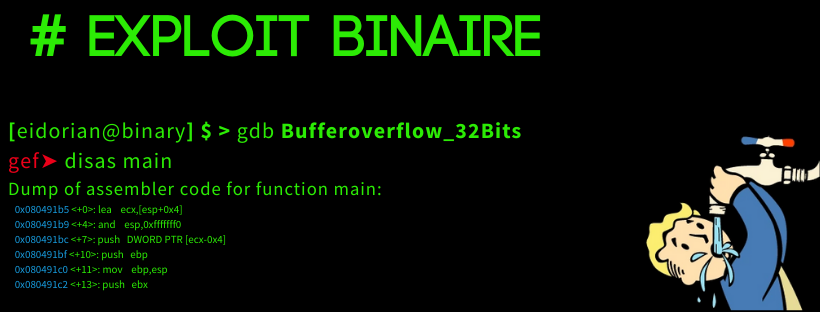 # EXPLOIT BINAIRE
[eidorian@binary] $ > gdb Bufferoverflow_32Bits
gef➤ disas main
Dump of assembler code for function main:
0x080491b5 <+0>: lea ecx,[esp+0x4]
0x080491b9 <+4>: and esp,0xfffffff0
0x080491bc <+7>: push DWORD PTR [ecx-0x4]
0x080491bf <+10>: push ebp
0x080491c0 <+11>: mov ebp,esp
0x080491c2 <+13>: push ebx